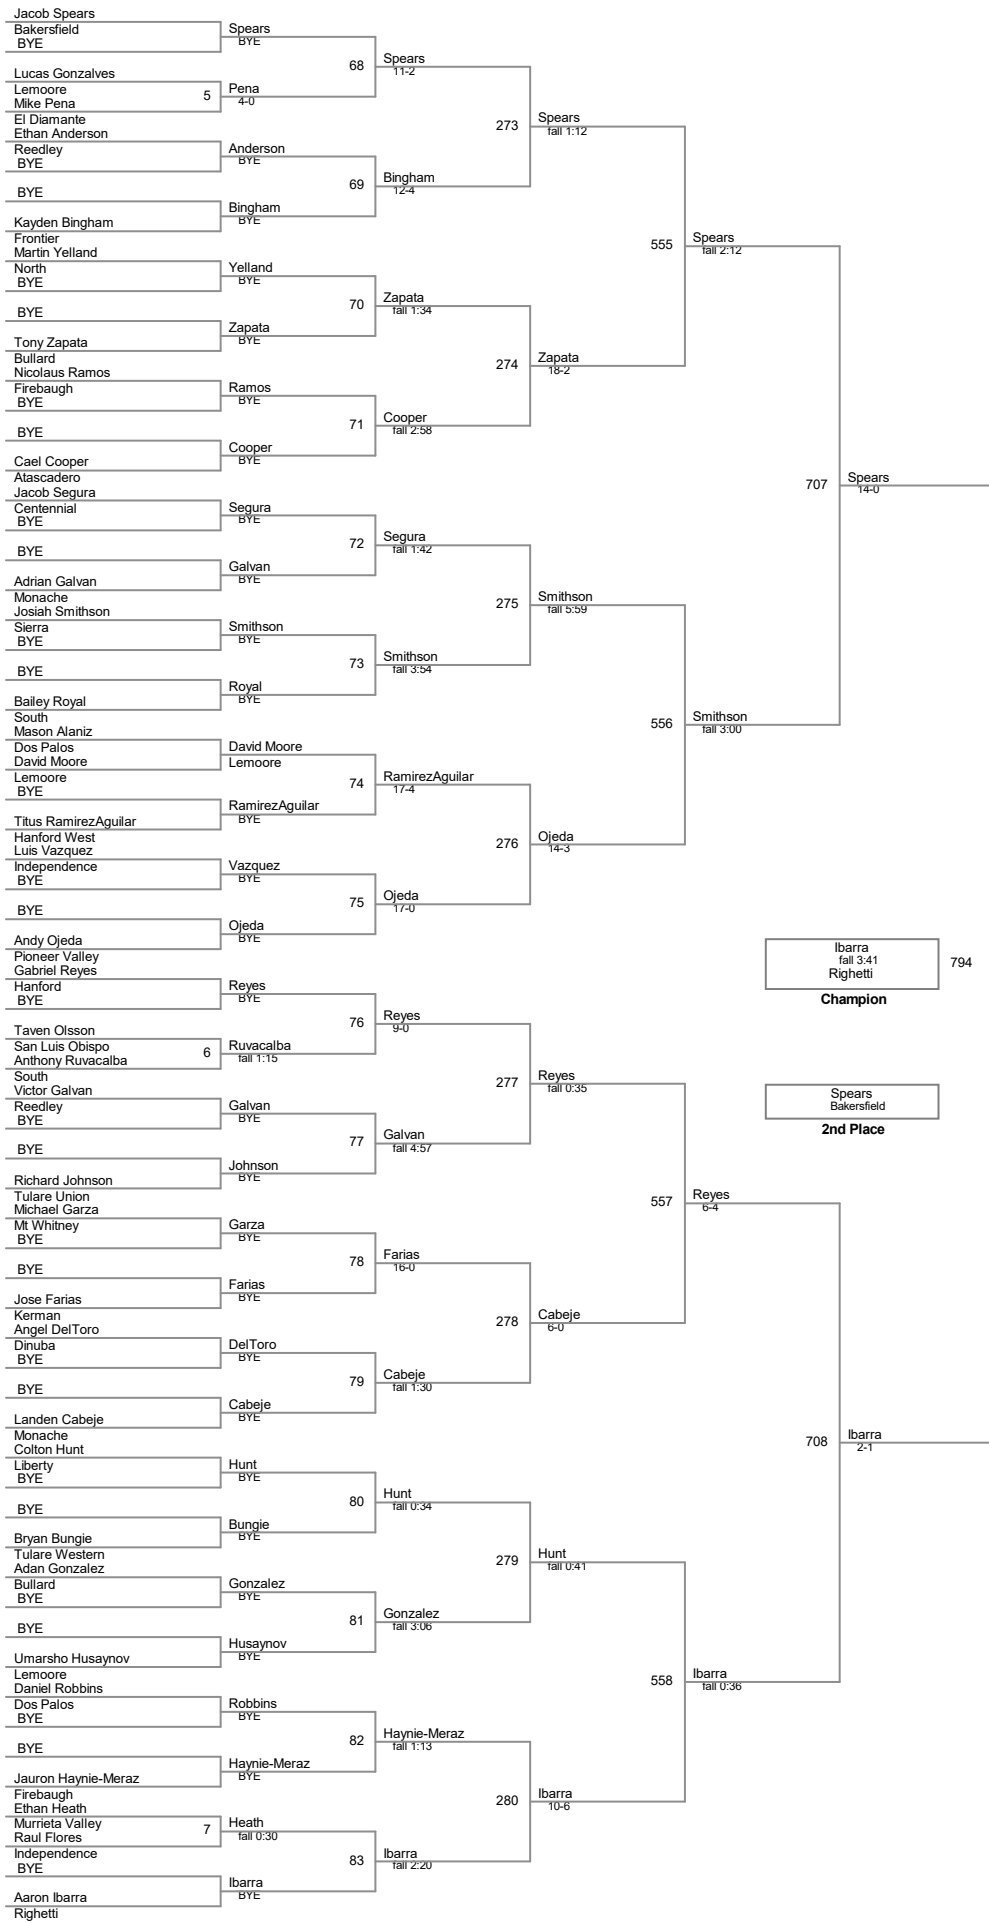 Jacob Spears
Bakersfield
BYE
Spears
BYE
68
Spears
11-2
Lucas Gonzalves
Lemoore
Mike Pena
El Diamante
5
Pena
4-0
273
Spears
fall 1:12
Ethan Anderson
Reedley
BYE
Anderson
BYE
69
Bingham
12-4
BYE
Kayden Bingham
Frontier
Bingham
BYE
555
Spears
fall 2:12
Martin Yelland
North
BYE
Yelland
BYE
70
Zapata
fall 1:34
BYE
Tony Zapata
Bullard
Zapata
BYE
274
Zapata
18-2
Nicolaus Ramos
Firebaugh
BYE
Ramos
BYE
71
Cooper
fall 2:58
BYE
Cael Cooper
Atascadero
Cooper
BYE
707
Spears
14-0
Jacob Segura
Centennial
BYE
Segura
BYE
72
Segura
fall 1:42
BYE
Adrian Galvan
Monache
Galvan
BYE
275
Smithson
fall 5:59
Josiah Smithson
Sierra
BYE
Smithson
BYE
73
Smithson
fall 3:54
BYE
Bailey Royal
South
Royal
BYE
556
Smithson
fall 3:00
Mason Alaniz
Dos Palos
David Moore
Lemoore
David Moore
Lemoore
74
RamirezAguilar
17-4
BYE
Titus RamirezAguilar
Hanford West
RamirezAguilar
BYE
276
Ojeda
14-3
Luis Vazquez
Independence
BYE
Vazquez
BYE
75
Ojeda
17-0
BYE
Andy Ojeda
Pioneer Valley
Ojeda
BYE
Ibarra
fall 3:41
Righetti
794
Champion
Gabriel Reyes
Hanford
BYE
Reyes
BYE
76
Reyes
9-0
Taven Olsson
San Luis Obispo
Anthony Ruvacalba
South
6
Ruvacalba
fall 1:15
277
Reyes
fall 0:35
Spears
Bakersfield
2nd Place
Victor Galvan
Reedley
BYE
Galvan
BYE
77
Galvan
fall 4:57
BYE
Richard Johnson
Tulare Union
Johnson
BYE
557
Reyes
6-4
Michael Garza
Mt Whitney
BYE
Garza
BYE
78
Farias
16-0
BYE
Jose Farias
Kerman
Farias
BYE
278
Cabeje
6-0
Angel DelToro
Dinuba
BYE
DelToro
BYE
79
Cabeje
fall 1:30
BYE
Landen Cabeje
Monache
Cabeje
BYE
708
Ibarra
2-1
Colton Hunt
Liberty
BYE
Hunt
BYE
80
Hunt
fall 0:34
BYE
Bryan Bungie
Tulare Western
Bungie
BYE
279
Hunt
fall 0:41
Adan Gonzalez
Bullard
BYE
Gonzalez
BYE
81
Gonzalez
fall 3:06
BYE
Umarsho Husaynov
Lemoore
Husaynov
BYE
558
Ibarra
fall 0:36
Daniel Robbins
Dos Palos
BYE
Robbins
BYE
82
Haynie-Meraz
fall 1:13
BYE
Jauron Haynie-Meraz
Firebaugh
Haynie-Meraz
BYE
280
Ibarra
10-6
Ethan Heath
Murrieta Valley
Raul Flores
Independence
7
Heath
fall 0:30
83
Ibarra
fall 2:20
BYE
Aaron Ibarra
Righetti
Ibarra
BYE